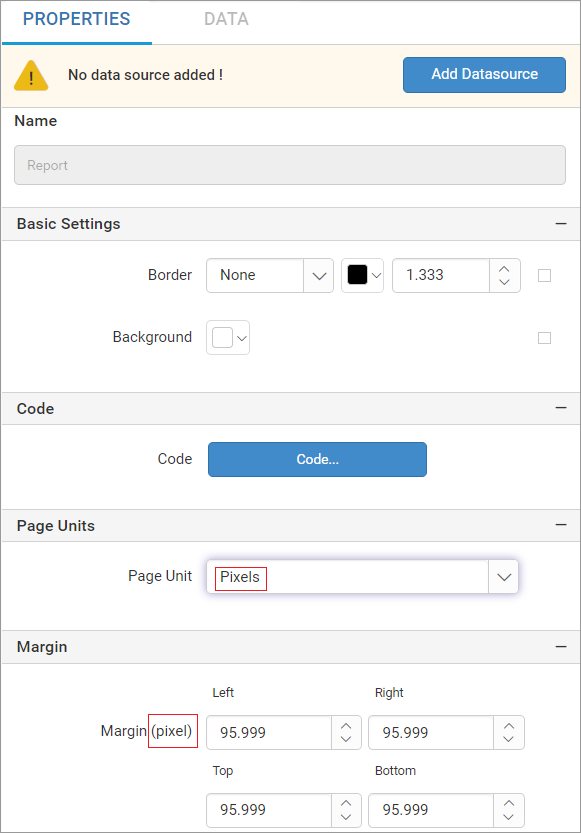 PROPERTIES DATA
No data source added ! Add Datasource
Name
Report
Basic Settings
Border None 1.333
Background
Code
Code Code...
Page Units
Page Unit Pixels
Margin
Left Right
Margin (pixel) 95.999 95.999
Top Bottom
95.999 95.999